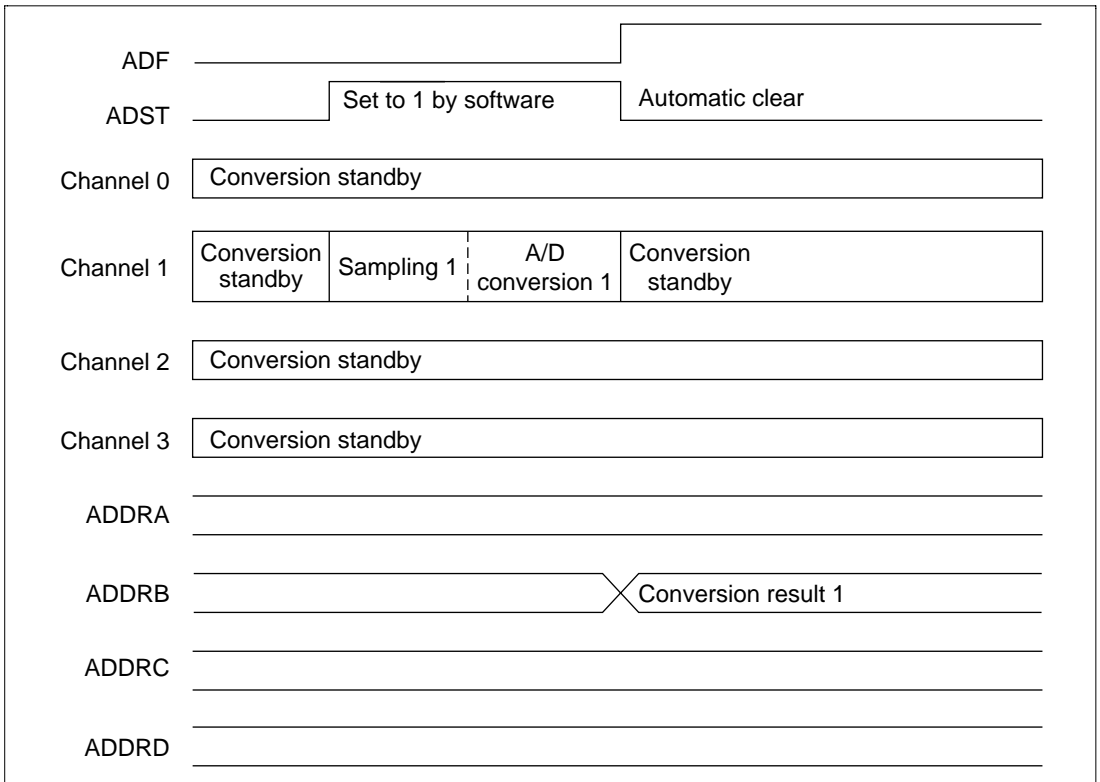 ADF
ADST
Set to 1 by software
Automatic clear
Channel 0
Conversion standby
Channel 1
Conversion
standby
Sampling 1
A/D
conversion 1
Conversion
standby
Channel 2
Conversion standby
Channel 3
Conversion standby
ADDRA
ADDRB
Conversion result 1
ADDRC
ADDRD